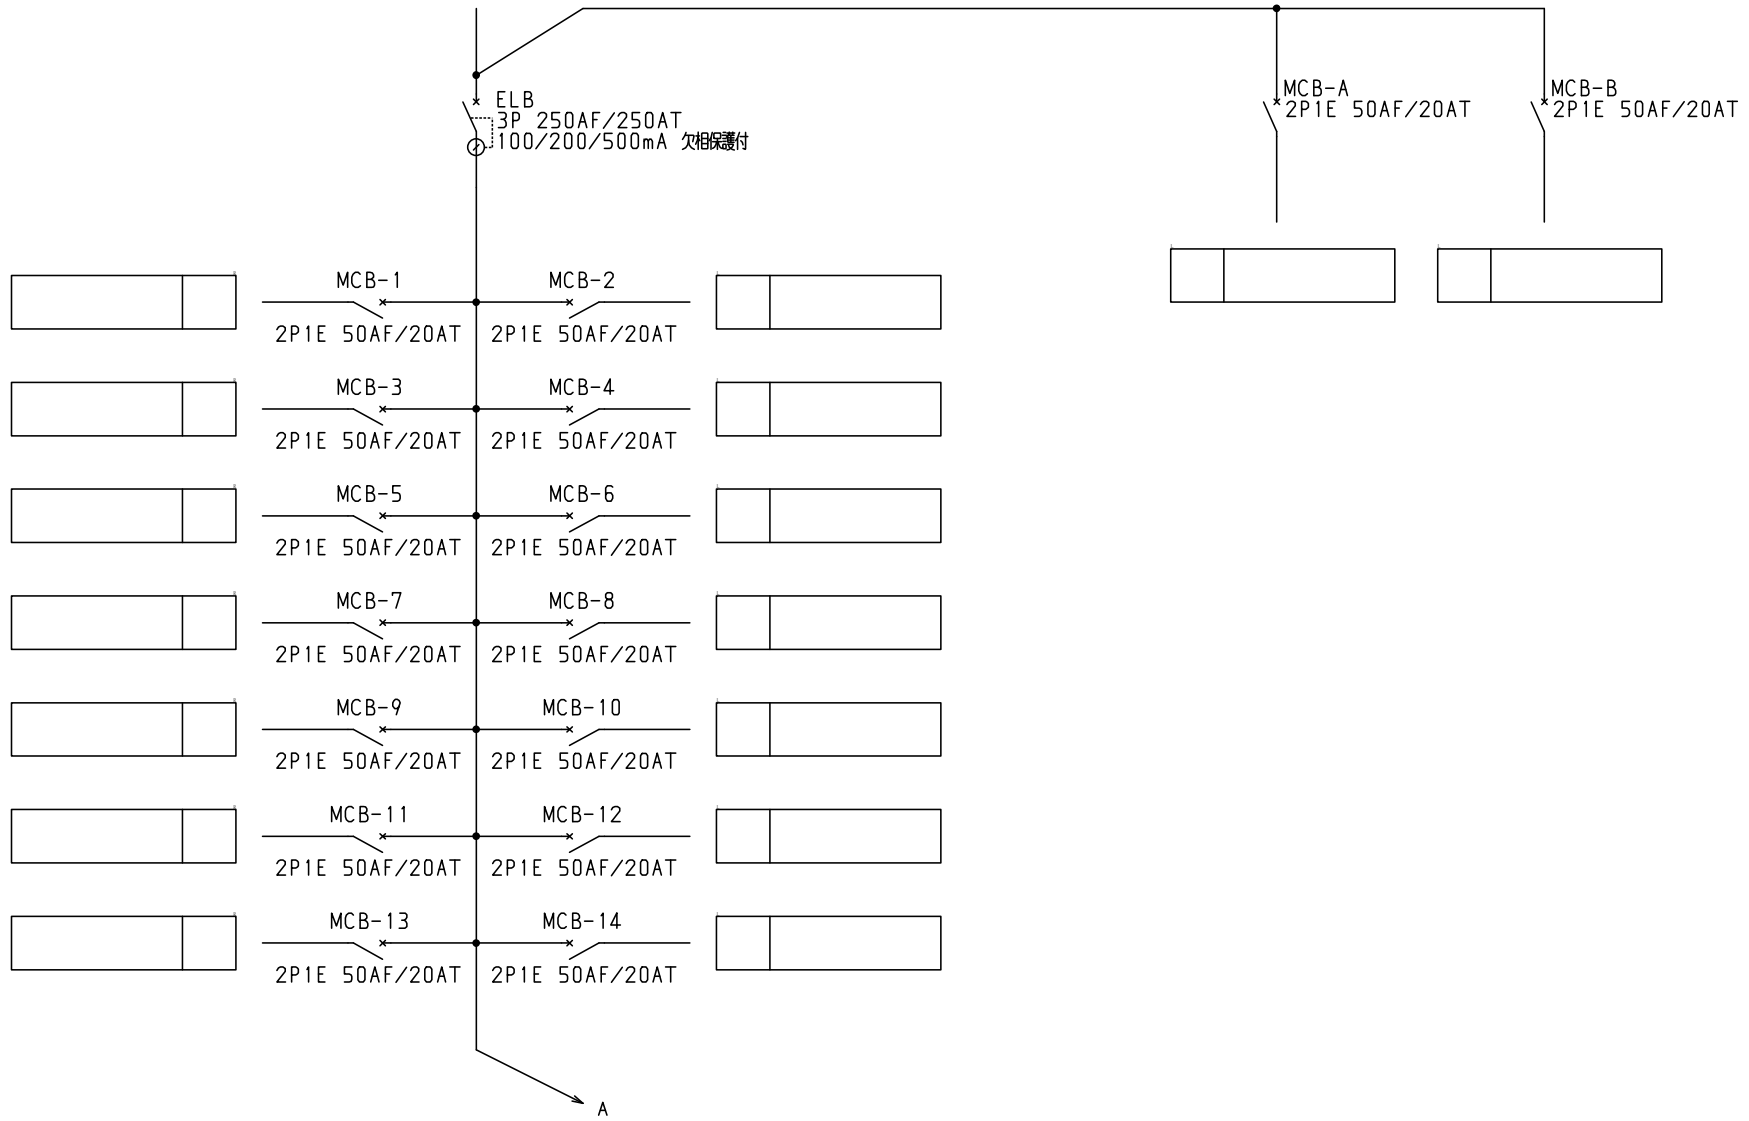 MCB-A
2P1E 50AF/20AT
MCB-B
2P1E 50AF/20AT
ELB
3P 250AF/250AT
100/200/500mA 欠相保護付
MCB-1
2P1E 50AF/20AT
MCB-2
2P1E 50AF/20AT
MCB-3
2P1E 50AF/20AT
MCB-4
2P1E 50AF/20AT
MCB-5
2P1E 50AF/20AT
MCB-6
2P1E 50AF/20AT
MCB-7
2P1E 50AF/20AT
MCB-8
2P1E 50AF/20AT
MCB-9
2P1E 50AF/20AT
MCB-10
2P1E 50AF/20AT
MCB-11
2P1E 50AF/20AT
MCB-12
2P1E 50AF/20AT
MCB-13
2P1E 50AF/20AT
MCB-14
2P1E 50AF/20AT
A